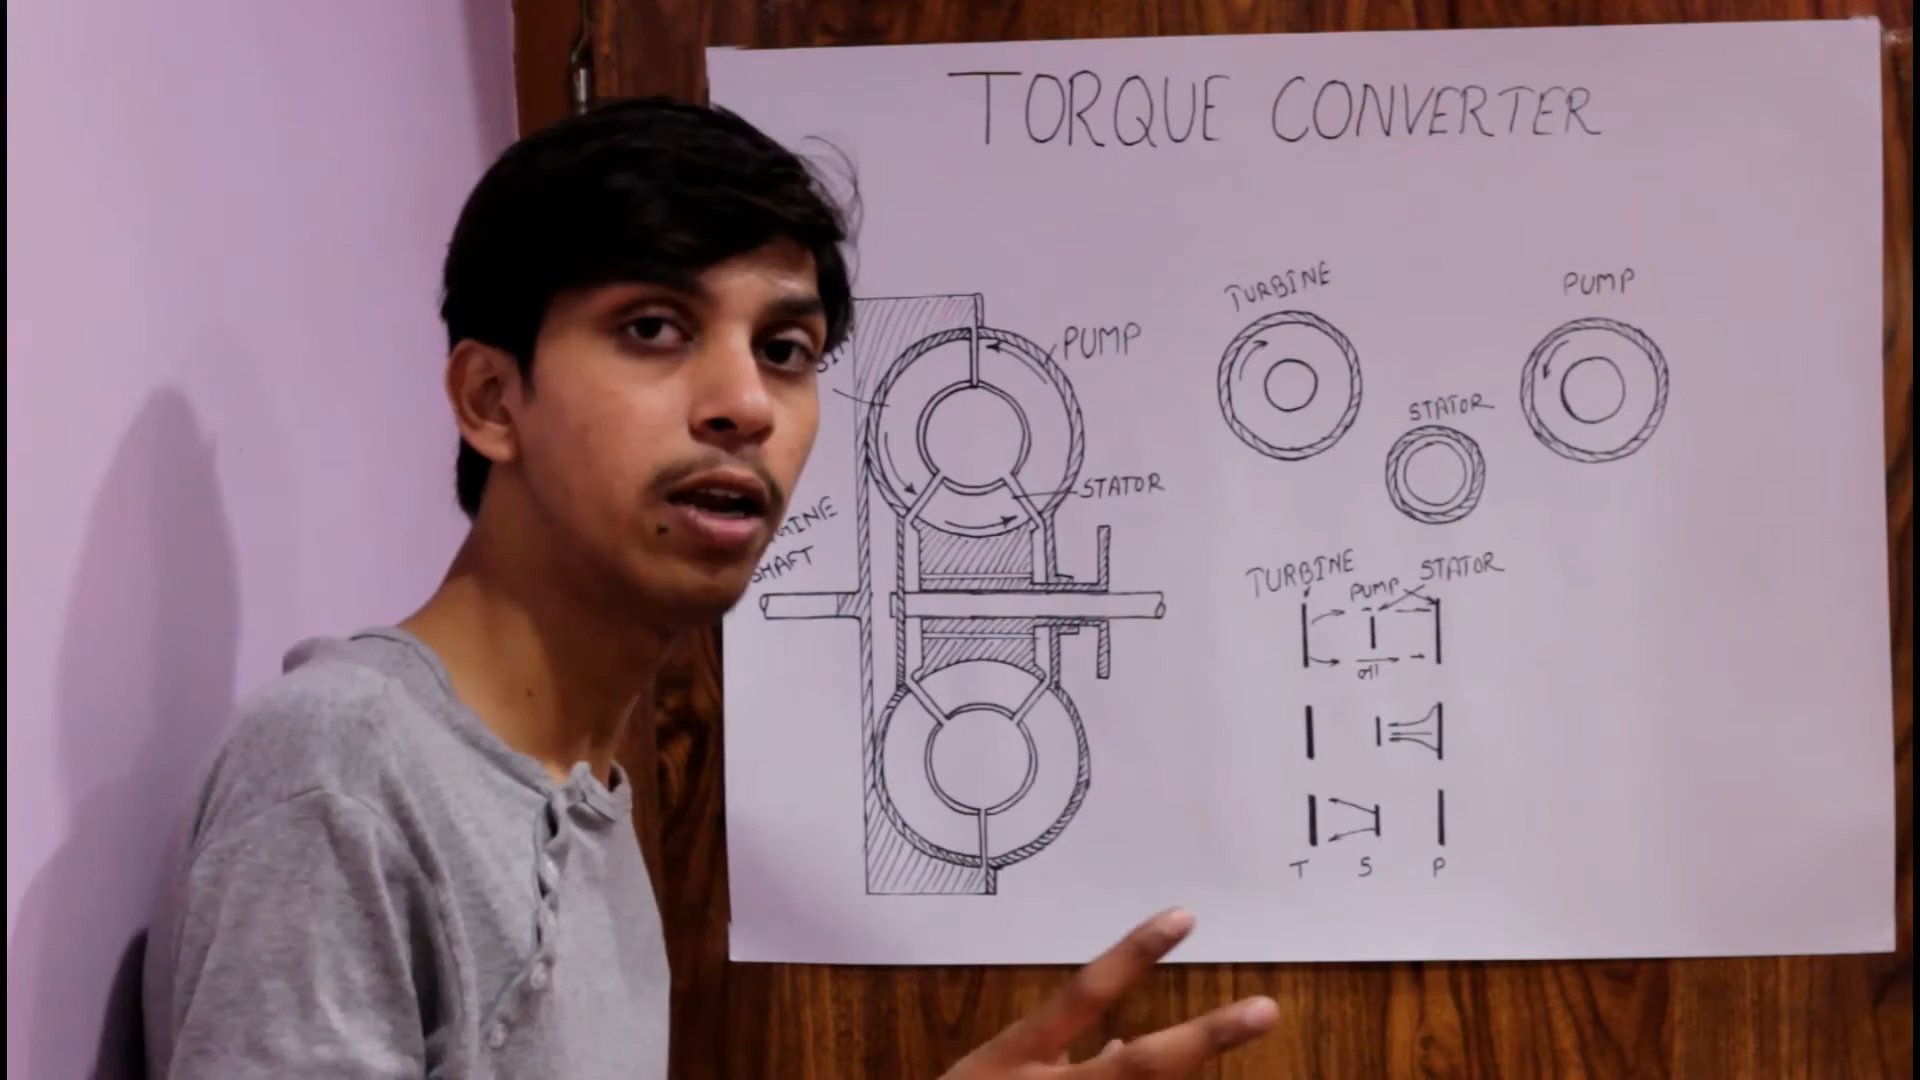 TORQUE CONVERTER
TURBINE
PUMP
PUMP
STATOR
STATOR
SHAFT
TURBINE
PUMP
STATOR
T S P